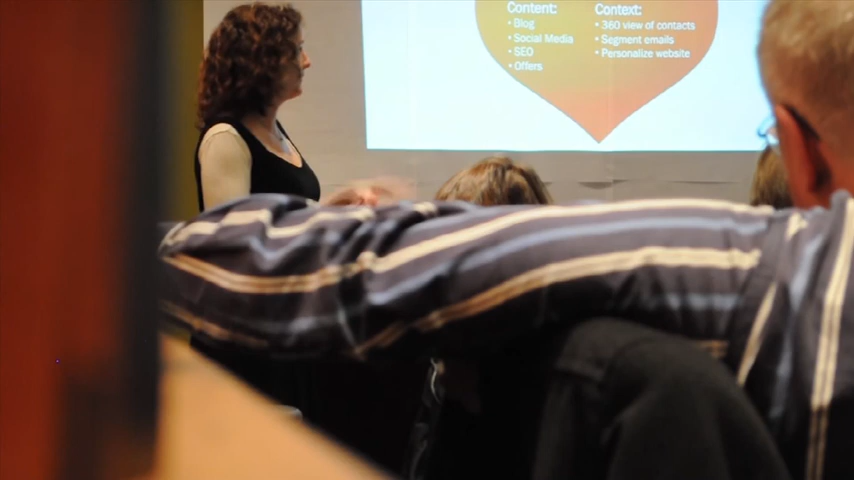 Content:
• Blog
• Social Media
• SEO
• Offers
Context:
• 360 view of contacts
• Segment emails
• Personalize website